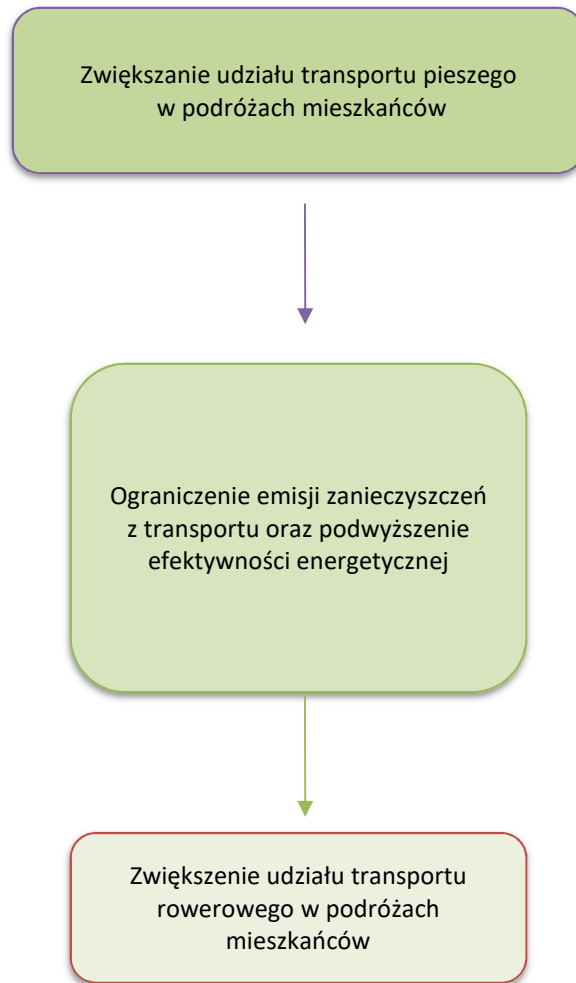 Zwiększanie udziału transportu pieszego
w podróżach mieszkańców
Ograniczenie emisji zanieczyszczeń
z transportu oraz podwyższenie
efektywności energetycznej
Zwiększenie udziału transportu
rowerowego w podróżach
mieszkańców